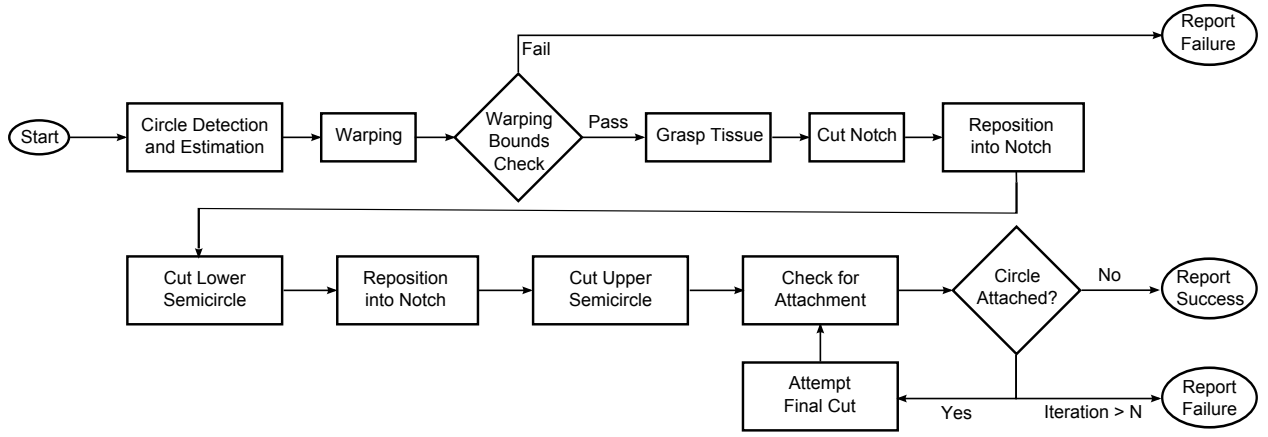 Report
Failure
Fail
Start
Circle Detection
and Estimation
Warping
Warping
Bounds
Check
Pass
Grasp Tissue
Cut Notch
Reposition
into Notch
Cut Lower
Semicircle
Reposition
into Notch
Cut Upper
Semicircle
Check for
Attachment
Circle
Attached?
No
Report
Success
Attempt
Final Cut
Yes
Iteration > N
Report
Failure